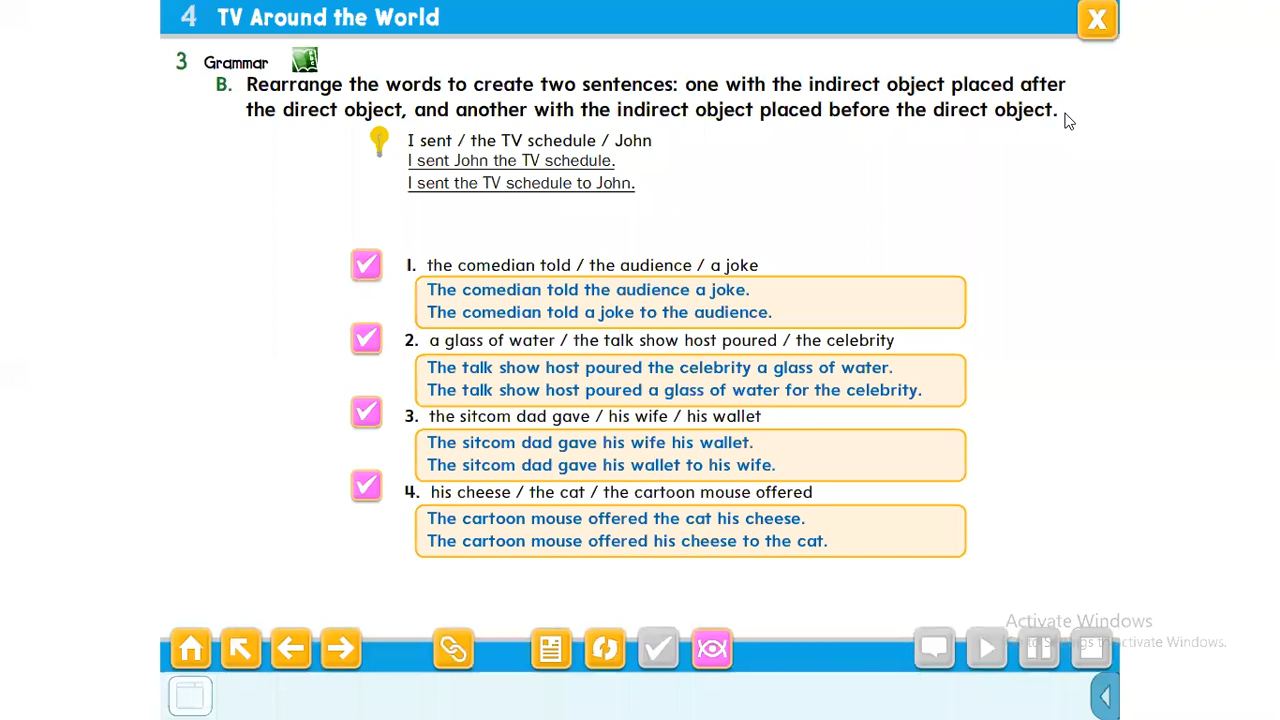 4 TV Around the World
X
3 Grammar
B. Rearrange the words to create two sentences: one with the indirect object placed after
the direct object, and another with the indirect object placed before the direct object.
I sent / the TV schedule / John
I sent John the TV schedule.
I sent the TV schedule to John.
1. the comedian told / the audience / a joke
The comedian told the audience a joke.
The comedian told a joke to the audience.
2. a glass of water / the talk show host poured / the celebrity
The talk show host poured the celebrity a glass of water.
The talk show host poured a glass of water for the celebrity.
3. the sitcom dad gave / his wife / his wallet
The sitcom dad gave his wife his wallet.
The sitcom dad gave his wallet to his wife.
4. his cheese / the cat / the cartoon mouse offered
The cartoon mouse offered the cat his cheese.
The cartoon mouse offered his cheese to the cat.
Activate Windows
Go to Settings to activate Windows.